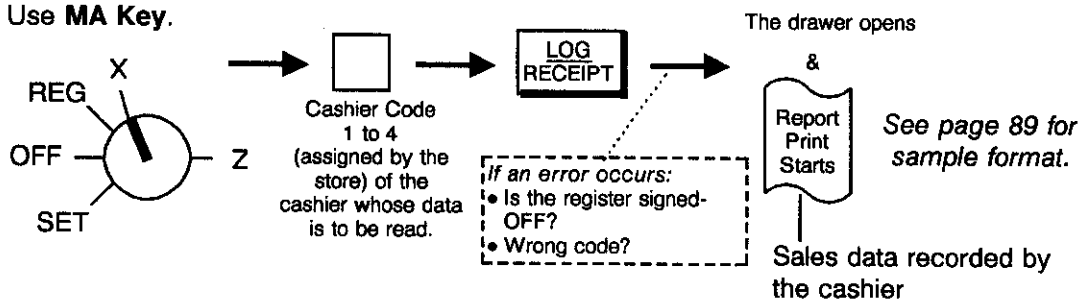 Use MA Key.
X
REG
OFF
Z
SET
Cashier Code
1 to 4
(assigned by the
store) of the
cashier whose data
is to be read.
LOG
RECEIPT
If an error occurs:
• Is the register signed-
OFF?
• Wrong code?
The drawer opens
&
Report
Print
Starts
See page 89 for
sample format.
Sales data recorded by
the cashier